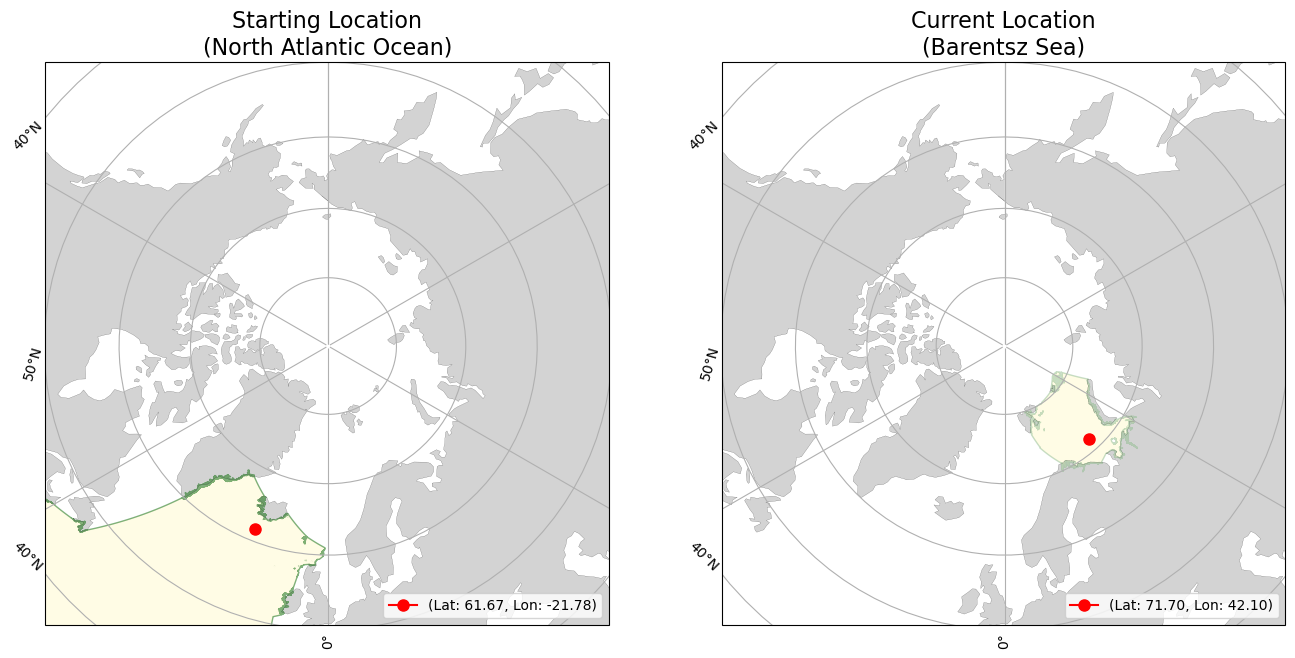 Starting Location
(North Atlantic Ocean)
40°N
50°N
40°N
0°
(Lat: 61.67, Lon: -21.78)
Current Location
(Barentsz Sea)
40°N
50°N
40°N
0°
(Lat: 71.70, Lon: 42.10)